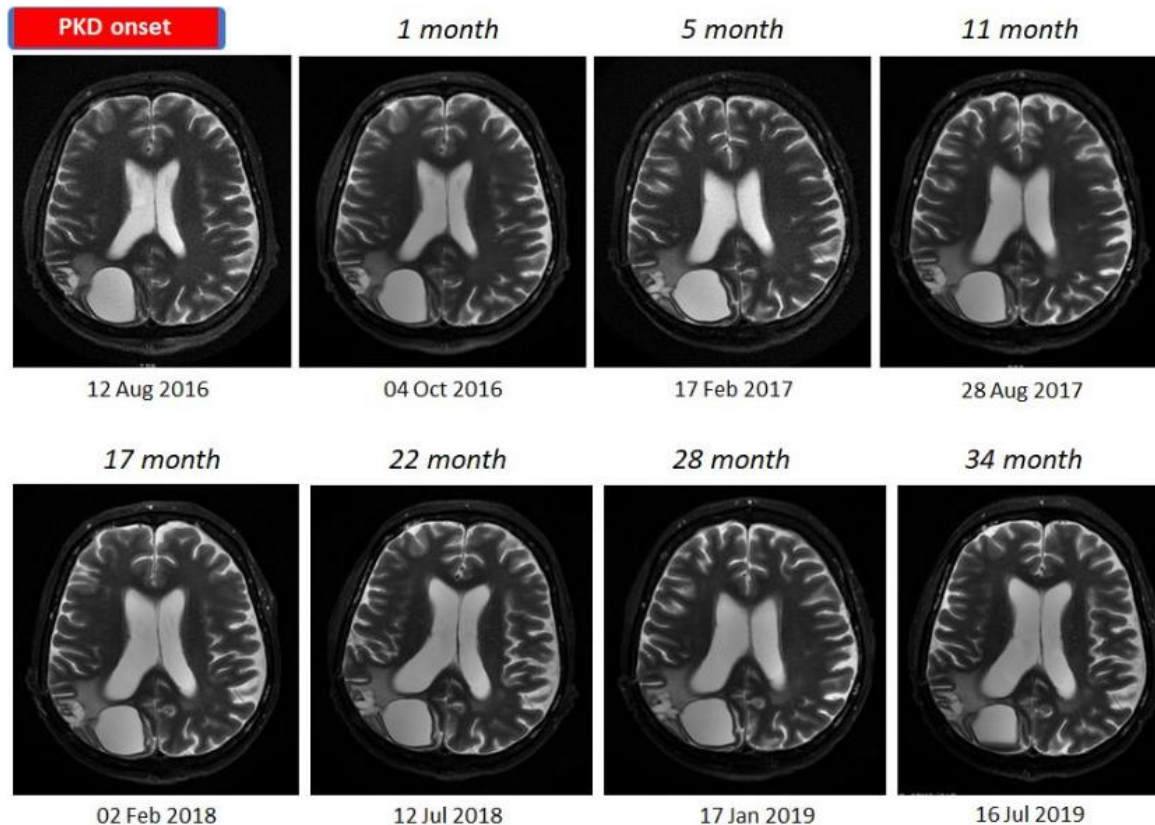 PKD onset
1 month
5 month
11 month
12 Aug 2016
04 Oct 2016
17 Feb 2017
28 Aug 2017
17 month
22 month
28 month
34 month
02 Feb 2018
12 Jul 2018
17 Jan 2019
16 Jul 2019